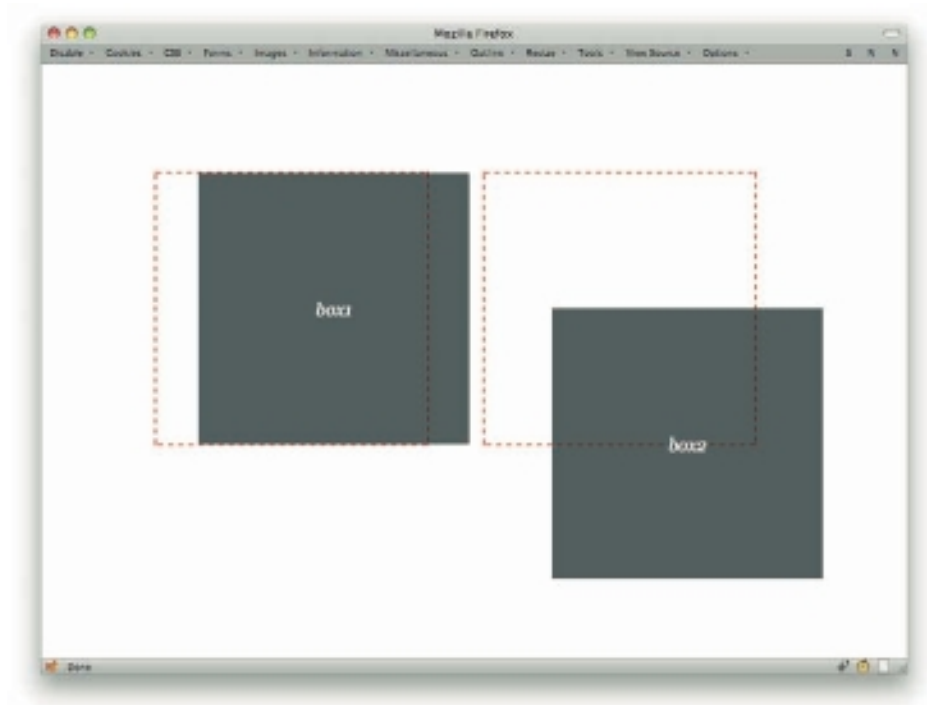 Mozilla Firefox
Disable Cookies CSS Forms Images Information Miscellaneous Outline Resize Tools View Source Options
box1
box2
Done